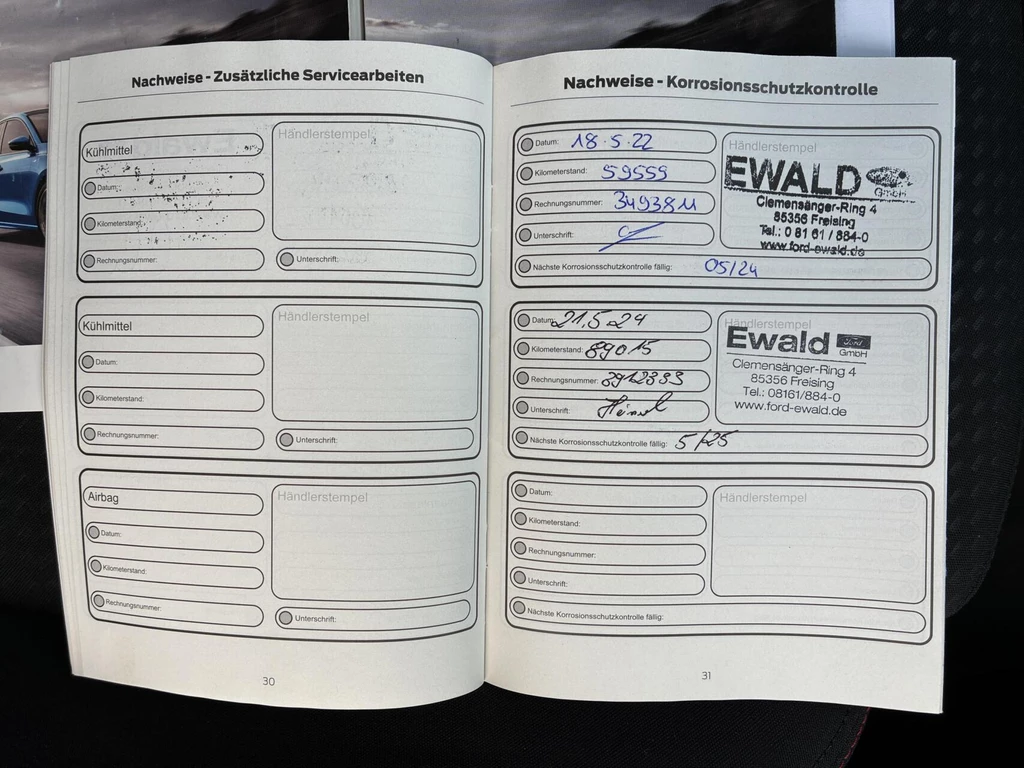 Nachweise - Zusätzliche Servicearbeiten
Kühlmittel
Datum:
Kilometerstand:
Rechnungsnummer:
Händlerstempel
Unterschrift:
Kühlmittel
Datum:
Kilometerstand:
Rechnungsnummer:
Händlerstempel
Unterschrift:
Airbag
Datum:
Kilometerstand:
Rechnungsnummer:
Händlerstempel
Unterschrift:
30
Nachweise - Korrosionsschutzkontrolle
Datum: 18.5.22
Kilometerstand: 59559
Rechnungsnummer: 34938M
Unterschrift:
Händlerstempel
EWALD
GmbH
Clemensänger-Ring 4
85356 Freising
Tel.: 0 81 61 / 884-0
www.ford-ewald.de
Nächste Korrosionsschutzkontrolle fällig: 05/24
Datum: 21.5.24
Kilometerstand: 89015
Rechnungsnummer:
Unterschrift:
Händlerstempel
Ewald
GmbH
Clemensänger-Ring 4
85356 Freising
Tel.: 08161/884-0
www.ford-ewald.de
Nächste Korrosionsschutzkontrolle fällig: 5/25
Datum:
Kilometerstand:
Rechnungsnummer:
Unterschrift:
Händlerstempel
Nächste Korrosionsschutzkontrolle fällig:
31